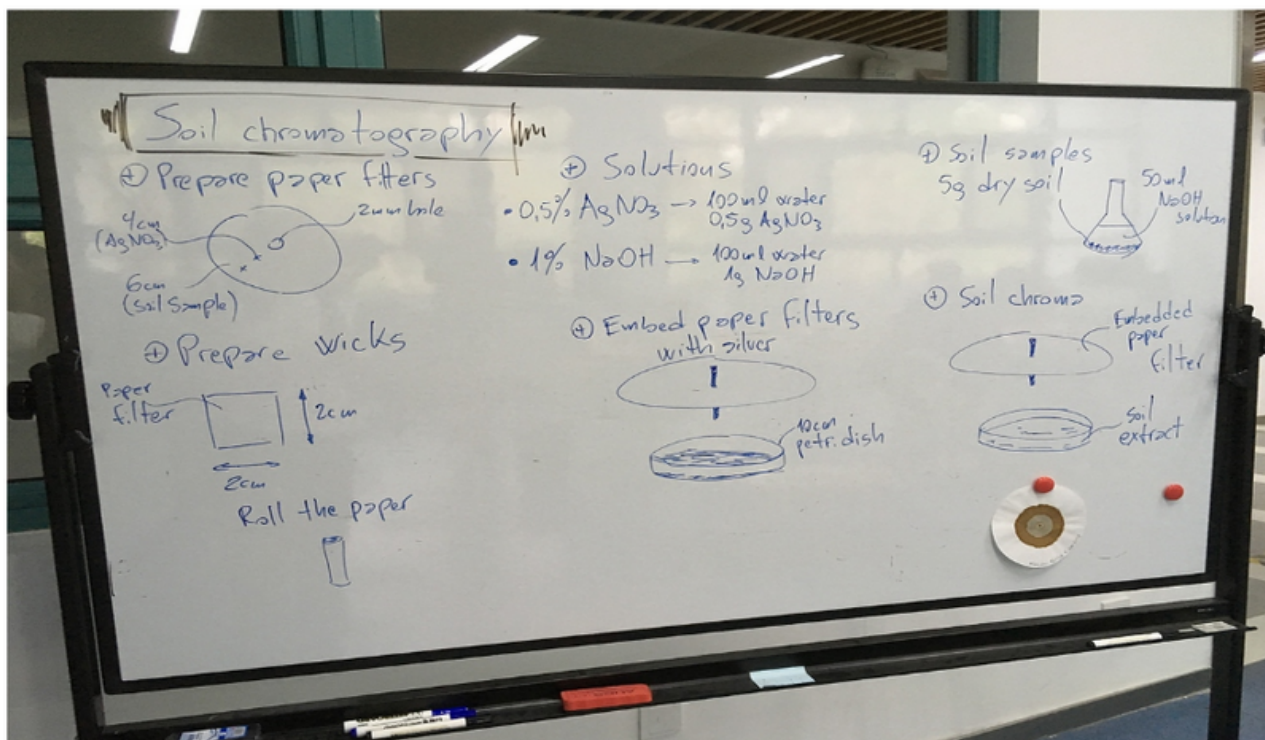 Soil chromatography
⊕ Prepare paper filters
2mm hole
4cm
(AgNO3)
6cm
(Soil Sample)
⊕ Prepare wicks
Paper
filter
2cm
2cm
Roll the paper
⊕ Solutions
• 0,5% AgNO3 → 100ml water
0,5g AgNO3
• 1% NaOH → 100ml water
1g NaOH
⊕ Embed paper filters
with silver
10cm
petri dish
⊕ Soil samples
5g dry soil
50ml
NaOH
solution
⊕ Soil chroma
Embedded
paper
filter
Soil
extract